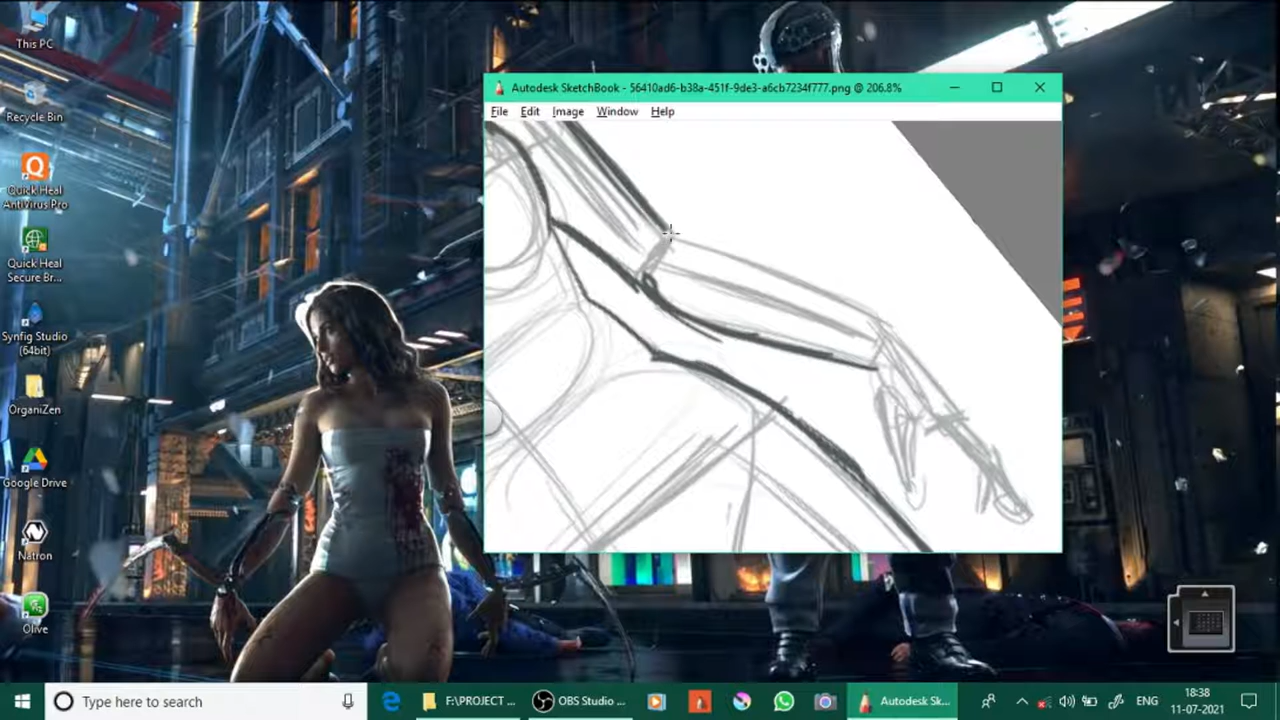 This PC
Recycle Bin
Quick Heal
AntiVirus Pro
Quick Heal
Secure Br...
Synfig Studio
(64bit)
OrganiZen
Google Drive
Natron
Olive
Autodesk SketchBook - 56410ad6-b38a-451f-9de3-a6cb7234f777.png @ 206.8%
File Edit Image Window Help
Type here to search
F:\PROJECT ...
OBS Studio ...
Autodesk Sk...
ENG
18:38
11-07-2021